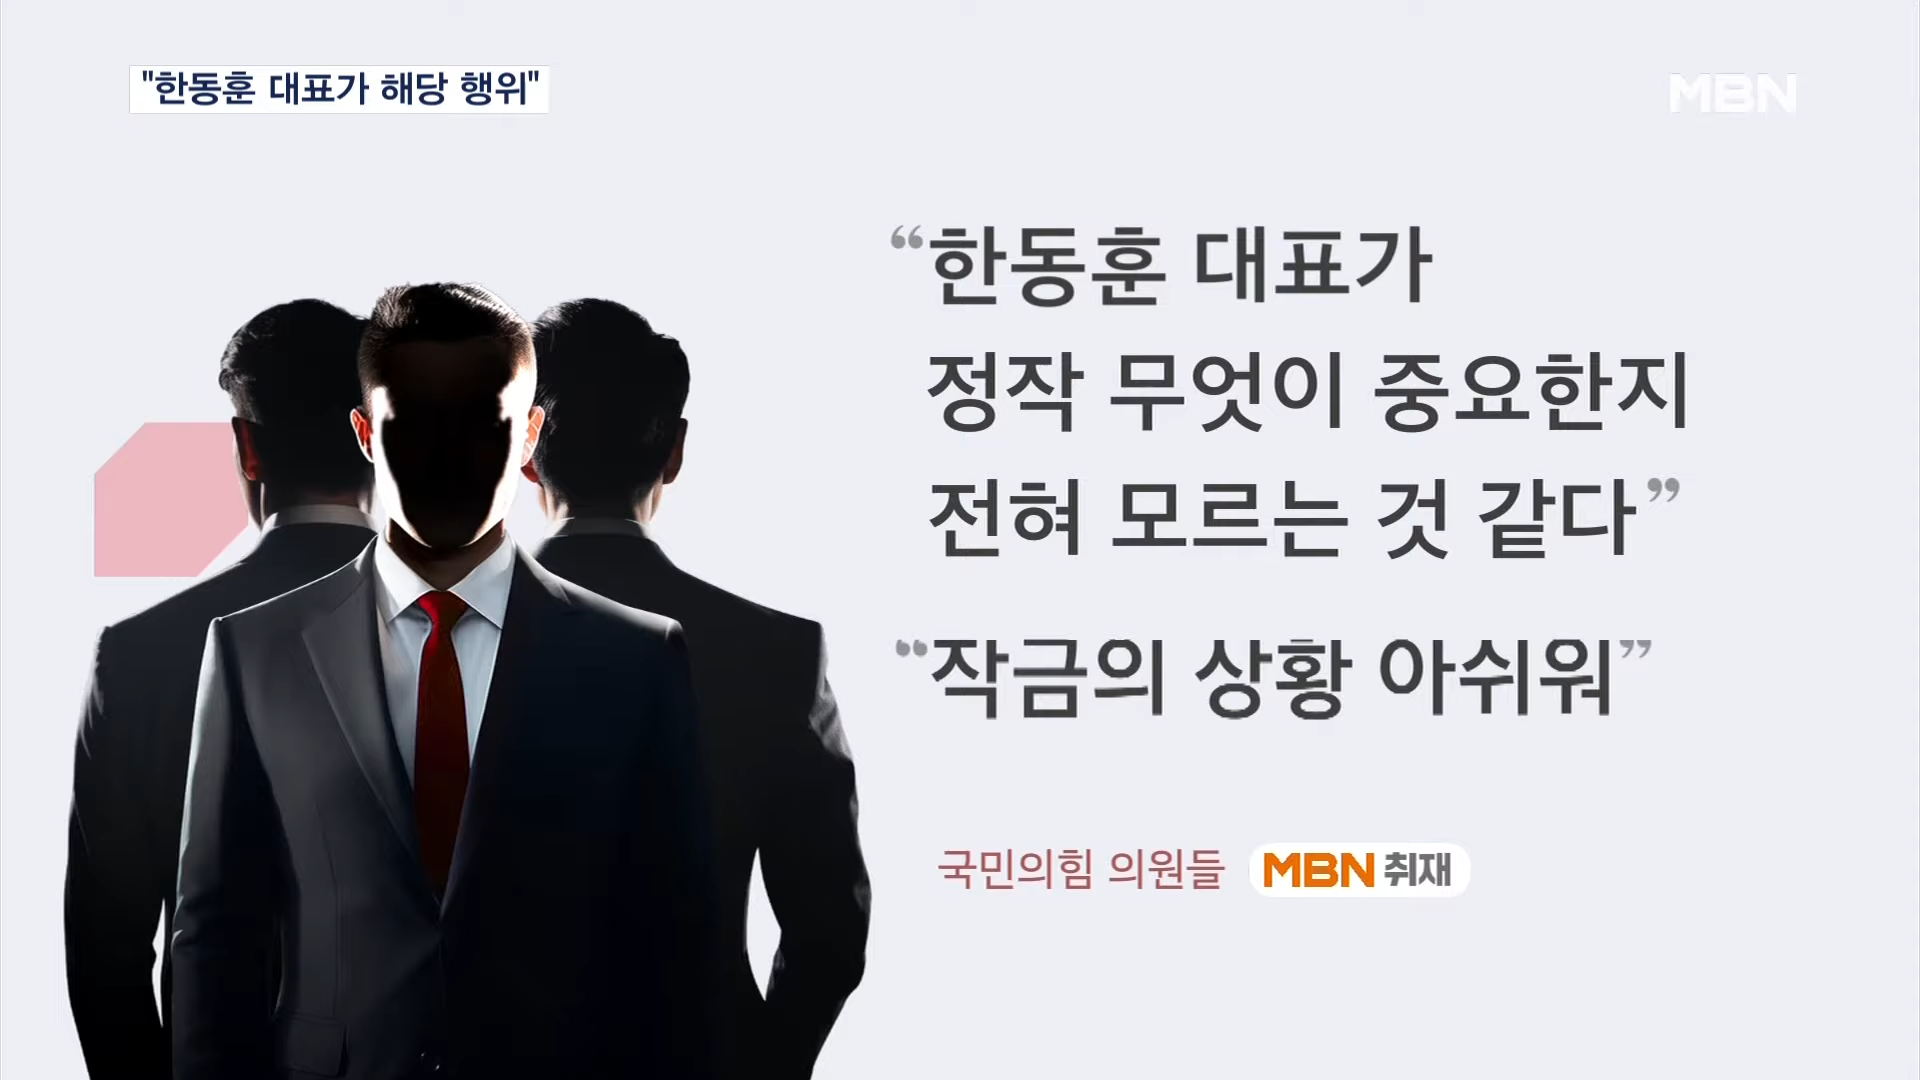 "한동훈 대표가 해당 행위"
MBN
“한동훈 대표가
정작 무엇이 중요한지
전혀 모르는 것 같다”
“작금의 상황 아쉬워”
국민의힘 의원들 MBN 취재